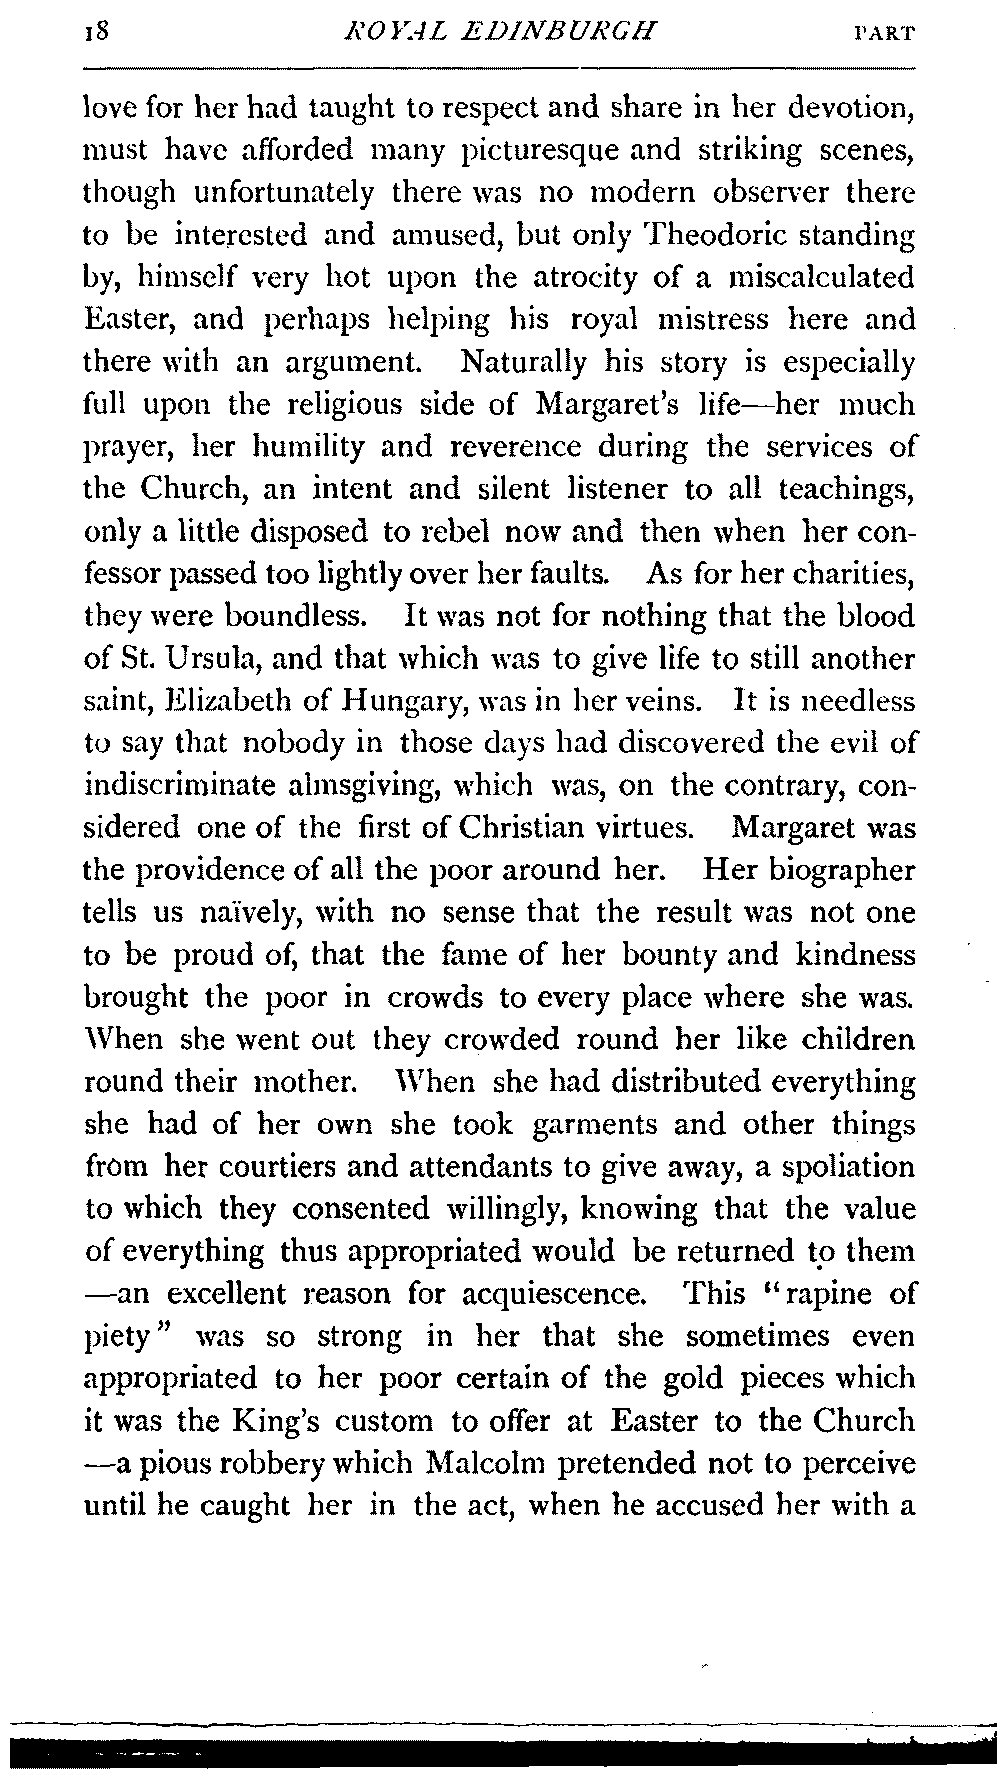 18 ROYAL EDINBURGH PART
love for her had taught to respect and share in her devotion,
must have afforded many picturesque and striking scenes,
though unfortunately there was no modern observer there
to be interested and amused, but only Theodoric standing
by, himself very hot upon the atrocity of a miscalculated
Easter, and perhaps helping his royal mistress here and
there with an argument. Naturally his story is especially
full upon the religious side of Margaret's life—her much
prayer, her humility and reverence during the services of
the Church, an intent and silent listener to all teachings,
only a little disposed to rebel now and then when her con-
fessor passed too lightly over her faults. As for her charities,
they were boundless. It was not for nothing that the blood
of St. Ursula, and that which was to give life to still another
saint, Elizabeth of Hungary, was in her veins. It is needless
to say that nobody in those days had discovered the evil of
indiscriminate almsgiving, which was, on the contrary, con-
sidered one of the first of Christian virtues. Margaret was
the providence of all the poor around her. Her biographer
tells us naïvely, with no sense that the result was not one
to be proud of, that the fame of her bounty and kindness
brought the poor in crowds to every place where she was.
When she went out they crowded round her like children
round their mother. When she had distributed everything
she had of her own she took garments and other things
from her courtiers and attendants to give away, a spoliation
to which they consented willingly, knowing that the value
of everything thus appropriated would be returned to them
—an excellent reason for acquiescence. This "rapine of
piety" was so strong in her that she sometimes even
appropriated to her poor certain of the gold pieces which
it was the King's custom to offer at Easter to the Church
—a pious robbery which Malcolm pretended not to perceive
until he caught her in the act, when he accused her with a